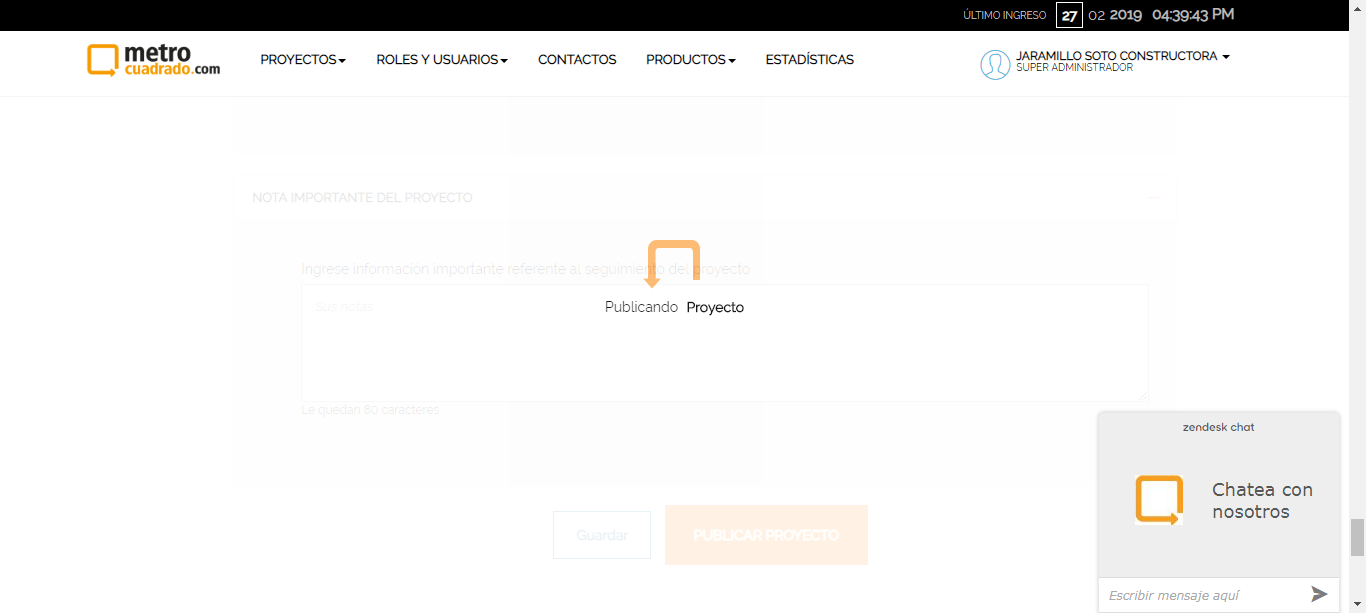 ÚLTIMO INGRESO 27 02 2019 04:39:43 PM
metro
cuadrado.com
PROYECTOS ROLES Y USUARIOS CONTACTOS PRODUCTOS ESTADÍSTICAS
JARAMILLO SOTO CONSTRUCTORA
SUPER ADMINISTRADOR
NOTA IMPORTANTE DEL PROYECTO
Ingrese información importante referente al seguimiento del proyecto
Sus notas
Publicando Proyecto
Le quedan 80 caracteres
Guardar
PUBLICAR PROYECTO
zendesk chat
Chatea con
nosotros
Escribir mensaje aquí